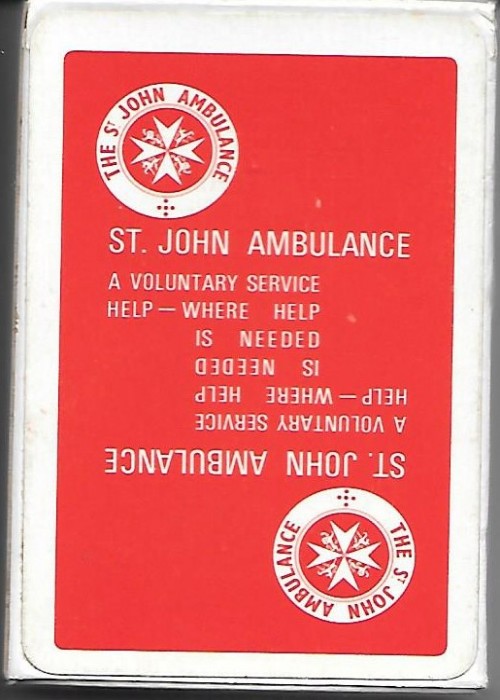 THE Sᵀ JOHN AMBULANCE
ST. JOHN AMBULANCE
A VOLUNTARY SERVICE
HELP — WHERE HELP
IS NEEDED
IS NEEDED
HELP — WHERE HELP
A VOLUNTARY SERVICE
ST. JOHN AMBULANCE
THE Sᵀ JOHN AMBULANCE